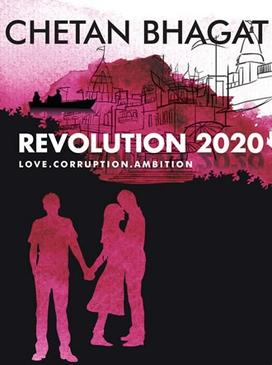 CHETAN BHAGAT
REVOLUTION 2020
LOVE.CORRUPTION.AMBITION